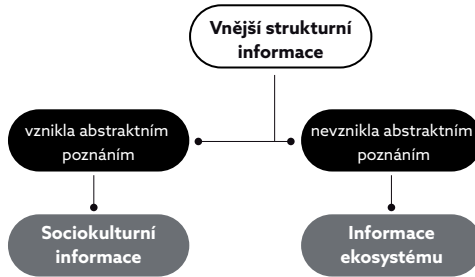 Vnější strukturní
informace
vznikla abstraktním
poznáním
nevznikla abstraktním
poznáním
Sociokulturní
informace
Informace
ekosystému